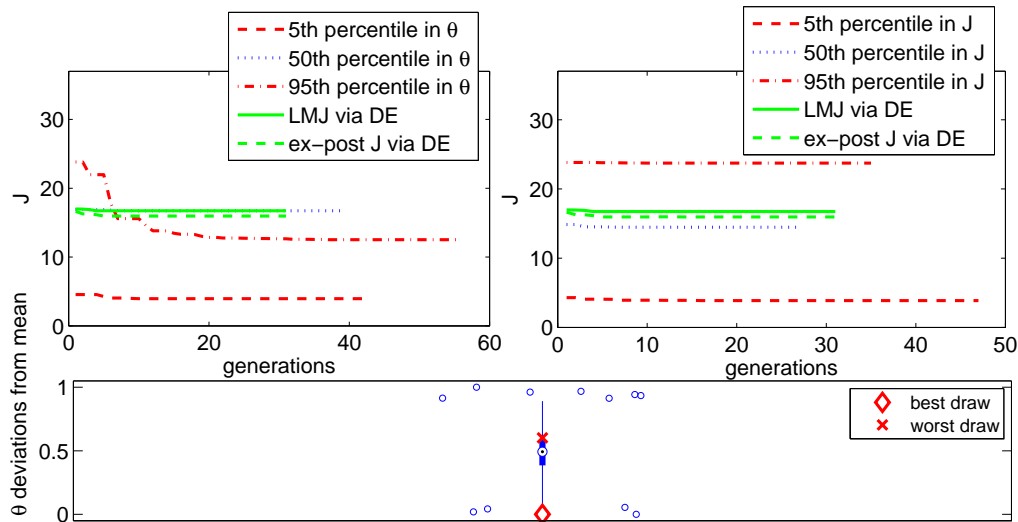 5th percentile in θ
50th percentile in θ
95th percentile in θ
LMJ via DE
ex−post J via DE
30
20
10
0
J
0 20 40 60
generations
5th percentile in J
50th percentile in J
95th percentile in J
LMJ via DE
ex−post J via DE
30
20
10
0
J
0 10 20 30 40 50
generations
θ deviations from mean
1
0.5
0
best draw
worst draw